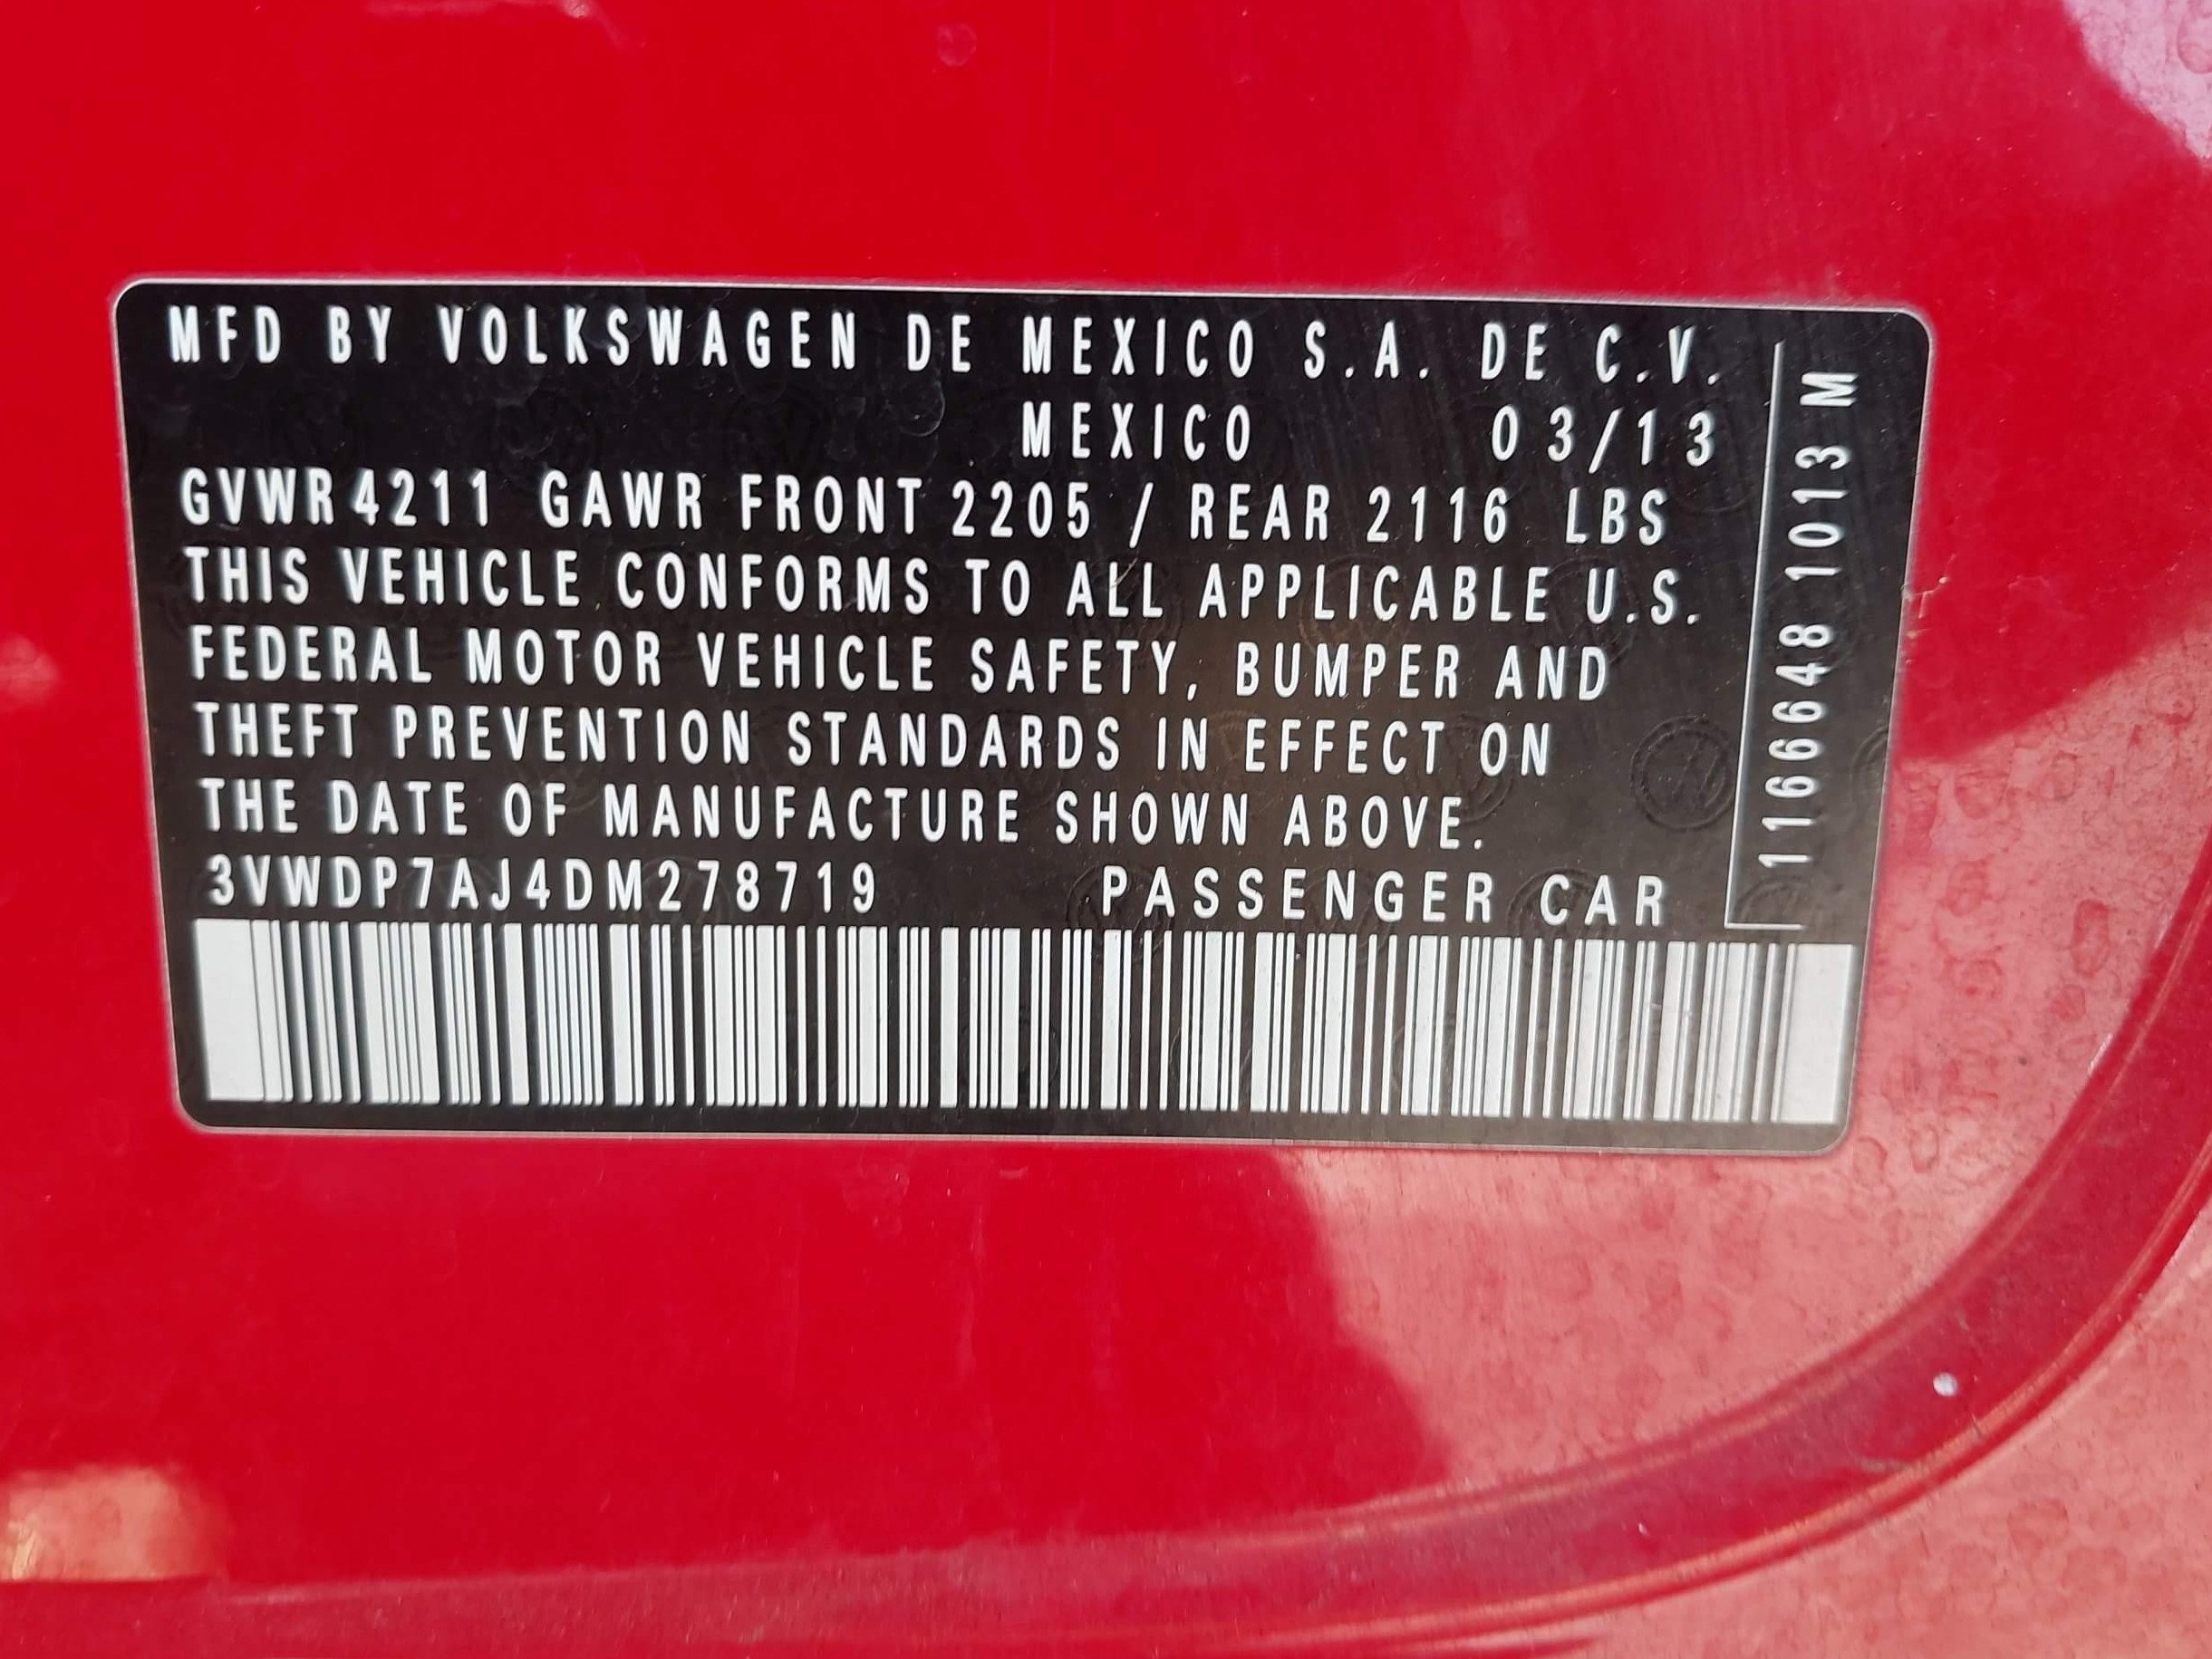 MFD BY VOLKSWAGEN DE MEXICO S.A. DE C.V.
MEXICO 03/13
GVWR 4211 GAWR FRONT 2205 / REAR 2116 LBS
THIS VEHICLE CONFORMS TO ALL APPLICABLE U.S.
FEDERAL MOTOR VEHICLE SAFETY, BUMPER AND
THEFT PREVENTION STANDARDS IN EFFECT ON
THE DATE OF MANUFACTURE SHOWN ABOVE.
3VWDP7AJ4DM278719 PASSENGER CAR
1166648 1013 M